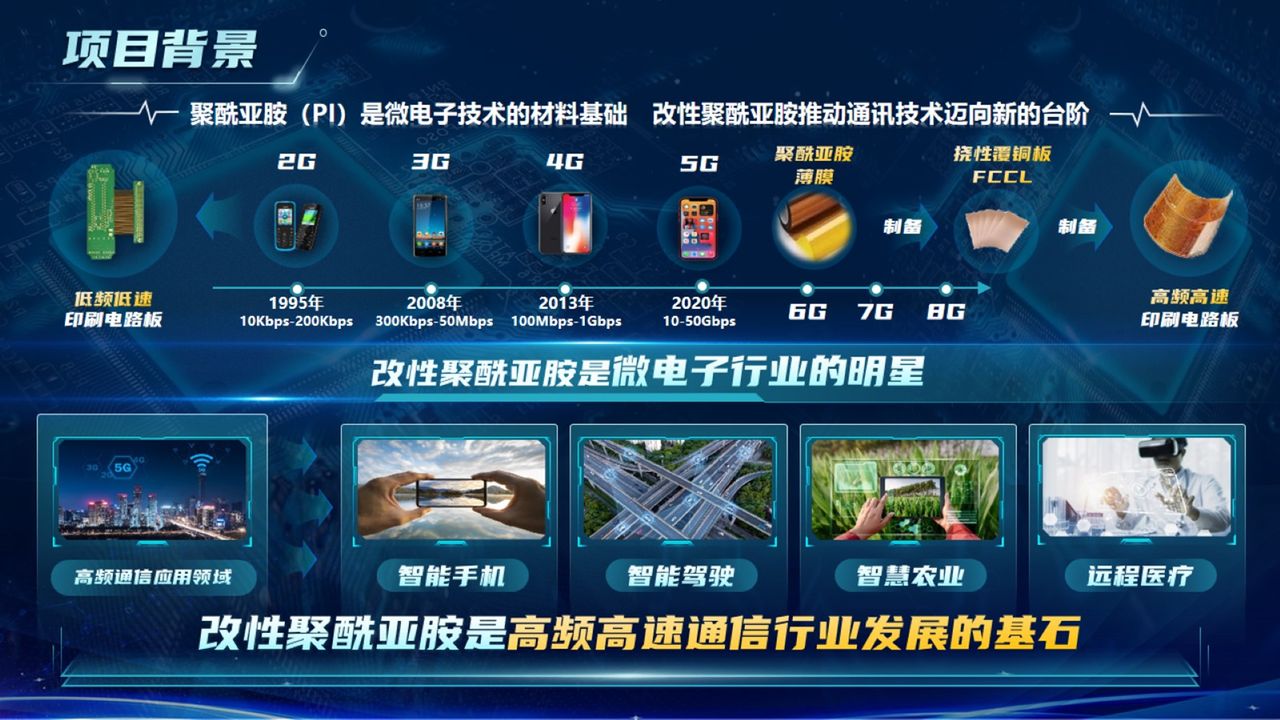 项目背景
聚酰亚胺（PI）是微电子技术的材料基础 改性聚酰亚胺推动通讯技术迈向新的台阶
2G
3G
4G
5G
聚酰亚胺
薄膜
挠性覆铜板
FCCL
制备
制备
低频低速
印刷电路板
1995年
10Kbps-200Kbps
2008年
300Kbps-50Mbps
2013年
100Mbps-1Gbps
2020年
10-50Gbps
6G
7G
8G
高频高速
印刷电路板
改性聚酰亚胺是微电子行业的明星
3G
5G
4G
2G
高频通信应用领域
智能手机
智能驾驶
智慧农业
远程医疗
改性聚酰亚胺是高频高速通信行业发展的基石